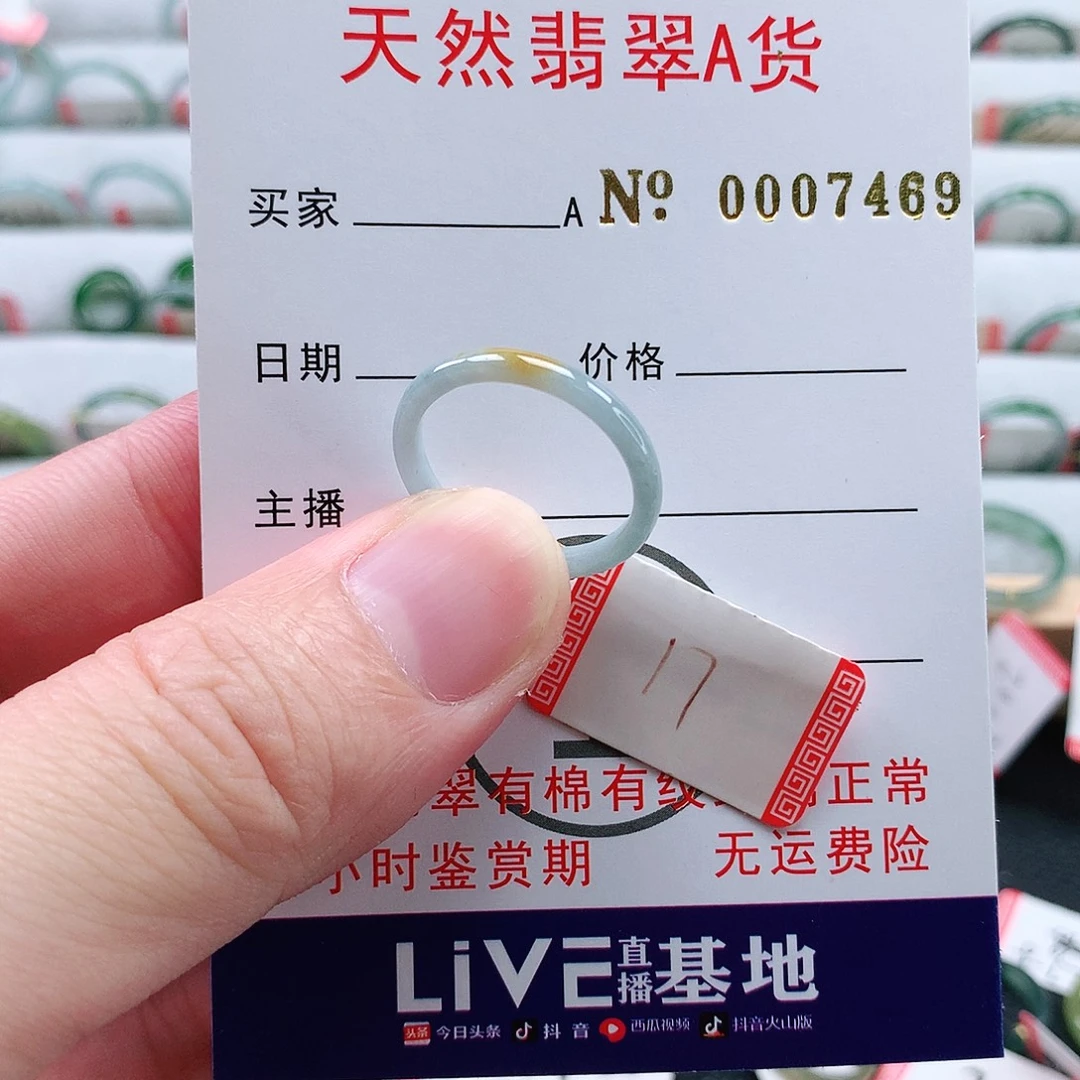 天然翡翠A货
买家 A Nº 0007469
日期 价格
主播
17
翠有棉有纹 正常
小时鉴赏期 无运费险
LiVE直播基地
头条 今日头条 抖音 西瓜视频 抖音火山版